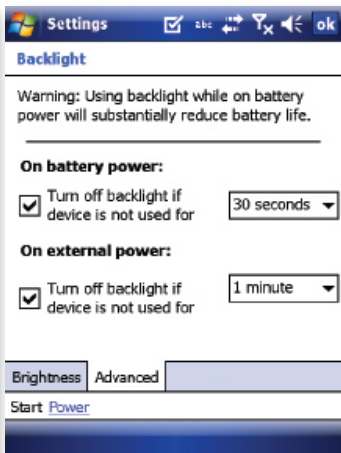 Settings abc ok
Backlight
Warning: Using backlight while on battery
power will substantially reduce battery life.
On battery power:
Turn off backlight if
device is not used for
30 seconds
On external power:
Turn off backlight if
device is not used for
1 minute
Brightness Advanced
Start Power